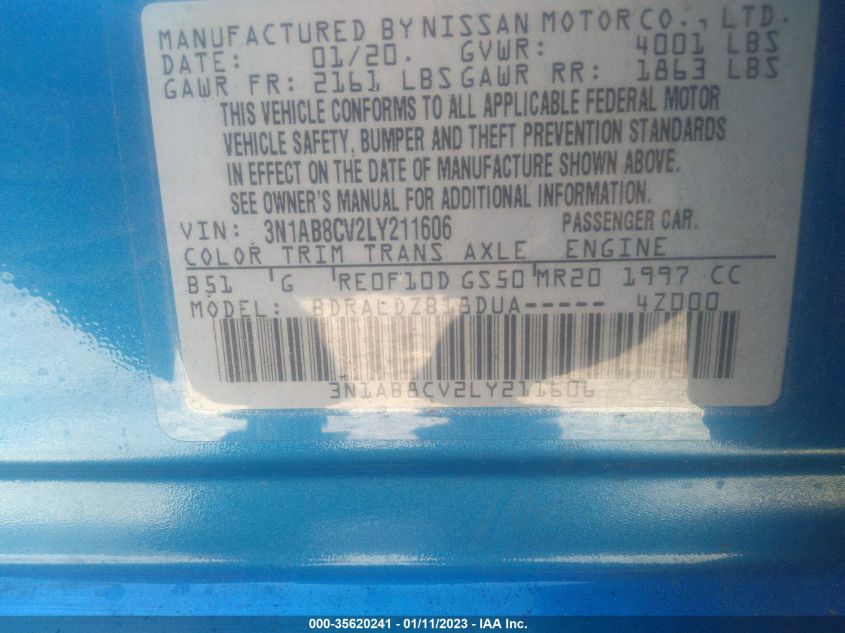 MANUFACTURED BY NISSAN MOTOR CO., LTD.
DATE: 01/20. GVWR: 4001 LBS
GAWR FR: 2161 LBS GAWR RR: 1863 LBS
THIS VEHICLE CONFORMS TO ALL APPLICABLE FEDERAL MOTOR
VEHICLE SAFETY, BUMPER AND THEFT PREVENTION STANDARDS
IN EFFECT ON THE DATE OF MANUFACTURE SHOWN ABOVE.
SEE OWNER'S MANUAL FOR ADDITIONAL INFORMATION.
VIN: 3N1AB8CV2LY211606 PASSENGER CAR.
COLOR TRIM TRANS AXLE ENGINE
B51 G RE0F10D GS50 MR20 1997 CC
MODEL: BDRALDZB18DUA----- 4Z000
3N1AB8CV2LY211606
000-35620241 - 01/11/2023 - IAA Inc.